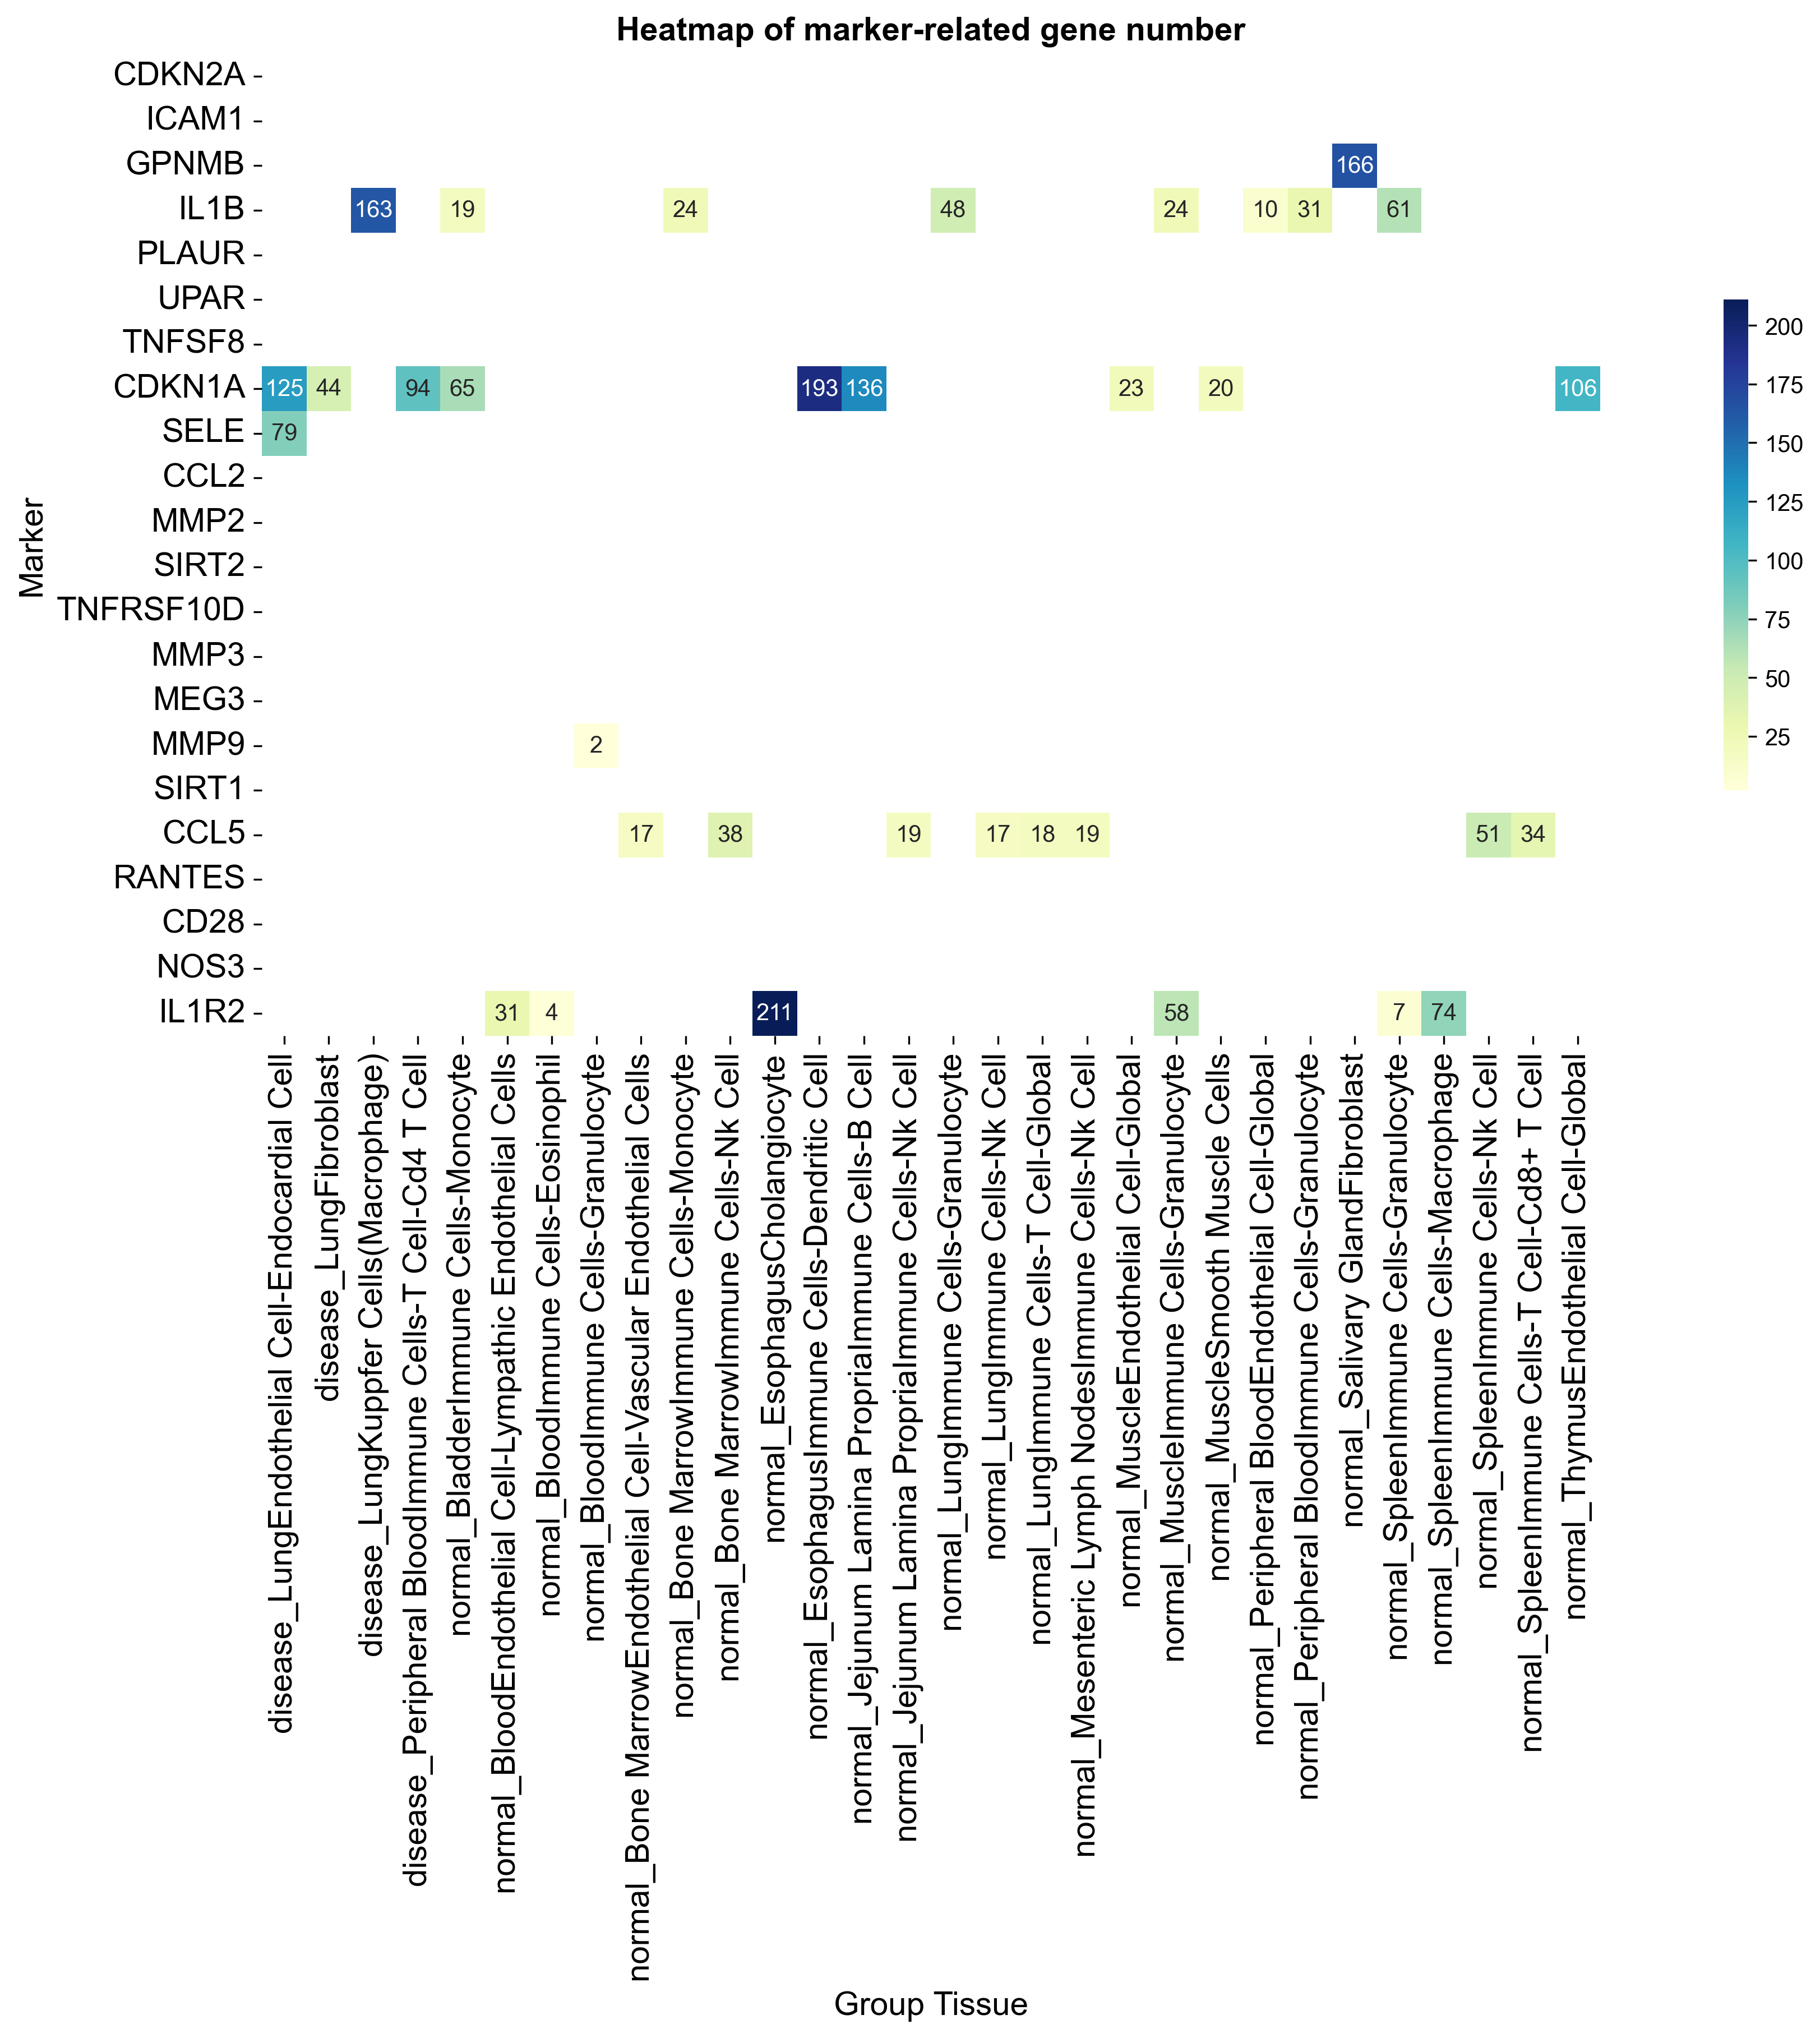 Heatmap of marker-related gene number
Marker
CDKN2A
ICAM1
GPNMB 166
IL1B 163 19 24 48 24 10 31 61
PLAUR
UPAR
TNFSF8
CDKN1A 125 44 94 65 193 136 23 20 106
SELE 79
CCL2
MMP2
SIRT2
TNFRSF10D
MMP3
MEG3
MMP9 2
SIRT1
CCL5 17 38 19 17 18 19 51 34
RANTES
CD28
NOS3
IL1R2 31 4 211 58 7 74
200
175
150
125
100
75
50
25
disease_LungEndothelial Cell-Endocardial Cell
disease_LungFibroblast
disease_LungKupffer Cells(Macrophage)
disease_Peripheral BloodImmune Cells-T Cell-Cd4 T Cell
normal_BladderImmune Cells-Monocyte
normal_BloodEndothelial Cell-Lympathic Endothelial Cells
normal_BloodImmune Cells-Eosinophil
normal_BloodImmune Cells-Granulocyte
normal_Bone MarrowEndothelial Cell-Vascular Endothelial Cells
normal_Bone MarrowImmune Cells-Monocyte
normal_Bone MarrowImmune Cells-Nk Cell
normal_EsophagusCholangiocyte
normal_EsophagusImmune Cells-Dendritic Cell
normal_Jejunum Lamina PropriaImmune Cells-B Cell
normal_Jejunum Lamina PropriaImmune Cells-Nk Cell
normal_LungImmune Cells-Granulocyte
normal_LungImmune Cells-Nk Cell
normal_LungImmune Cells-T Cell-Global
normal_Mesenteric Lymph NodesImmune Cells-Nk Cell
normal_MuscleEndothelial Cell-Global
normal_MuscleImmune Cells-Granulocyte
normal_MuscleSmooth Muscle Cells
normal_Peripheral BloodEndothelial Cell-Global
normal_Peripheral BloodImmune Cells-Granulocyte
normal_Salivary GlandFibroblast
normal_SpleenImmune Cells-Granulocyte
normal_SpleenImmune Cells-Macrophage
normal_SpleenImmune Cells-Nk Cell
normal_SpleenImmune Cells-T Cell-Cd8+ T Cell
normal_ThymusEndothelial Cell-Global
Group Tissue